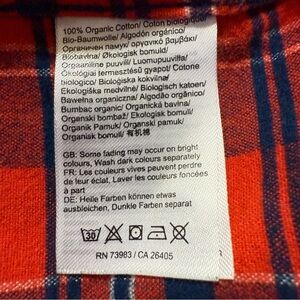 100% Organic Cotton/ Coton biologique/
Bio-Baumwolle/ Algodón orgánico/
Органичен памук/ οργανικό βαμβάκι/
Biobavlna/ Økologisk bomuld/
Orgaaniline puuvill/ Luomupuuvilla/
Ökológiai termesztésű gyapot/ Cotone
biologico/ Bioloģiska kokvilna/
Ekologiška medvilnė/ Biologisch katoen/
Bawełna organiczna/ Algodão orgânico/
Bumbac organic/ Organická bavlna/
Organski bombaž/ Ekologisk bomull/
Organik Pamuk/ Organski pamuk/
Organisk bomull/ 有机棉
GB: Some fading may occur on bright
colours, Wash dark colours separately
FR: Les couleurs vives peuvent perdre
de leur éclat, Laver les couleurs foncées
à part
DE: Helle Farben können etwas
ausbleichen, Dunkle Farben separat
30
RN 73983 / CA 26405